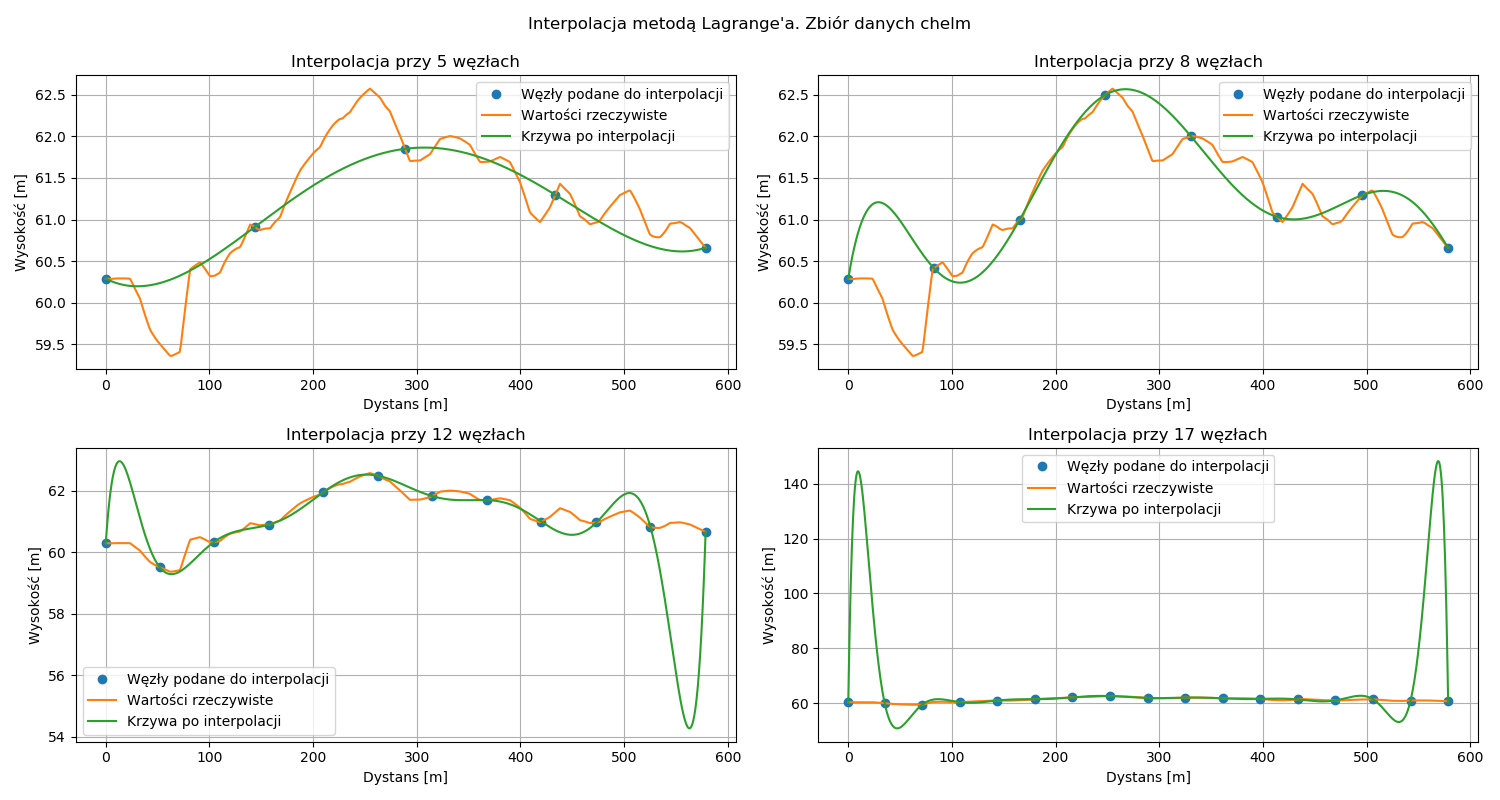 Interpolacja metodą Lagrange'a. Zbiór danych chelm
Interpolacja przy 5 węzłach
62.5
62.0
61.5
61.0
60.5
60.0
59.5
Wysokość [m]
Węzły podane do interpolacji
Wartości rzeczywiste
Krzywa po interpolacji
0 100 200 300 400 500 600
Dystans [m]
Interpolacja przy 8 węzłach
62.5
62.0
61.5
61.0
60.5
60.0
59.5
Wysokość [m]
Węzły podane do interpolacji
Wartości rzeczywiste
Krzywa po interpolacji
0 100 200 300 400 500 600
Dystans [m]
Interpolacja przy 12 węzłach
62
60
58
56
54
Wysokość [m]
Węzły podane do interpolacji
Wartości rzeczywiste
Krzywa po interpolacji
0 100 200 300 400 500 600
Dystans [m]
Interpolacja przy 17 węzłach
140
120
100
80
60
Wysokość [m]
Węzły podane do interpolacji
Wartości rzeczywiste
Krzywa po interpolacji
0 100 200 300 400 500 600
Dystans [m]